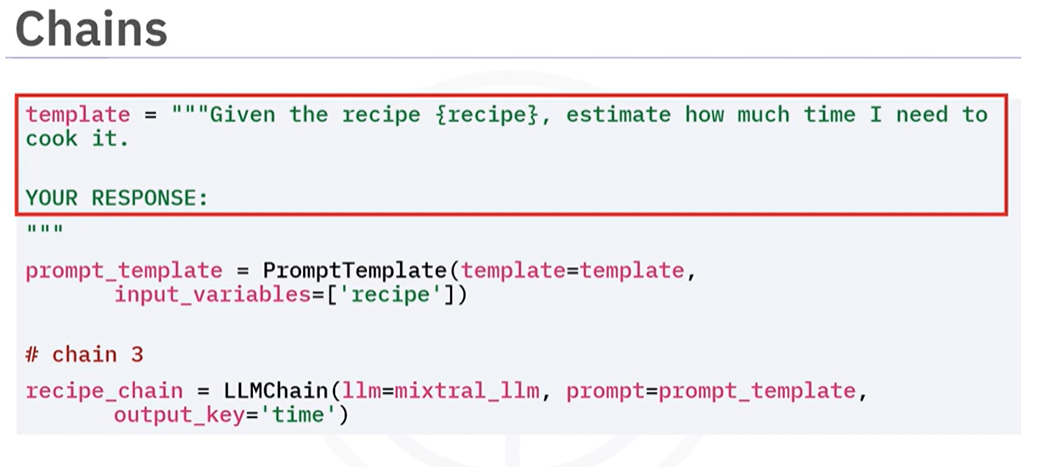 Chains
template = """Given the recipe {recipe}, estimate how much time I need to
cook it.
YOUR RESPONSE:
"""
prompt_template = PromptTemplate(template=template,
input_variables=['recipe'])
# chain 3
recipe_chain = LLMChain(llm=mixtral_llm, prompt=prompt_template,
output_key='time')